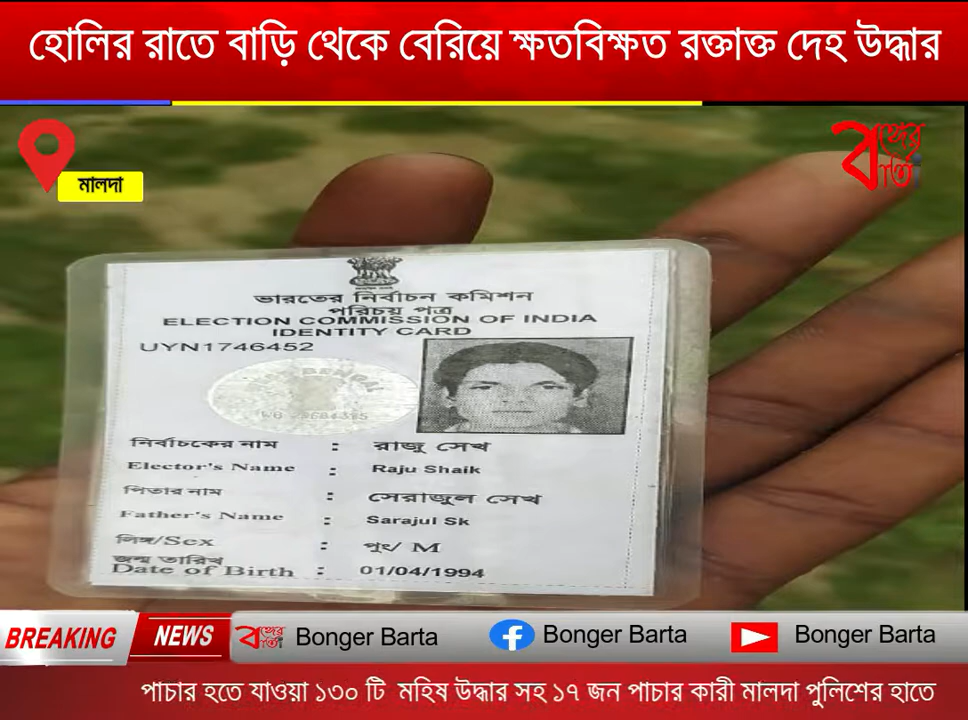 হোলির রাতে বাড়ি থেকে বেরিয়ে ক্ষতবিক্ষত রক্তাক্ত দেহ উদ্ধার
মালদা
বঙ্গের
বার্তা
ভারতের নির্বাচন কমিশন
পরিচয় পত্র
ELECTION COMMISSION OF INDIA
IDENTITY CARD
UYN1746452
নির্বাচকের নাম : রাজু সেখ
Elector's Name : Raju Shaik
পিতার নাম : সেরাজুল সেখ
Father's Name : Sarajul Sk
লিঙ্গ/Sex : পুং/ M
জন্ম তারিখ
Date of Birth : 01/04/1994
BREAKING NEWS বঙ্গের বার্তা Bonger Barta Bonger Barta Bonger Barta
পাচার হতে যাওয়া ১৩০ টি মহিষ উদ্ধার সহ ১৭ জন পাচার কারী মালদা পুলিশের হাতে